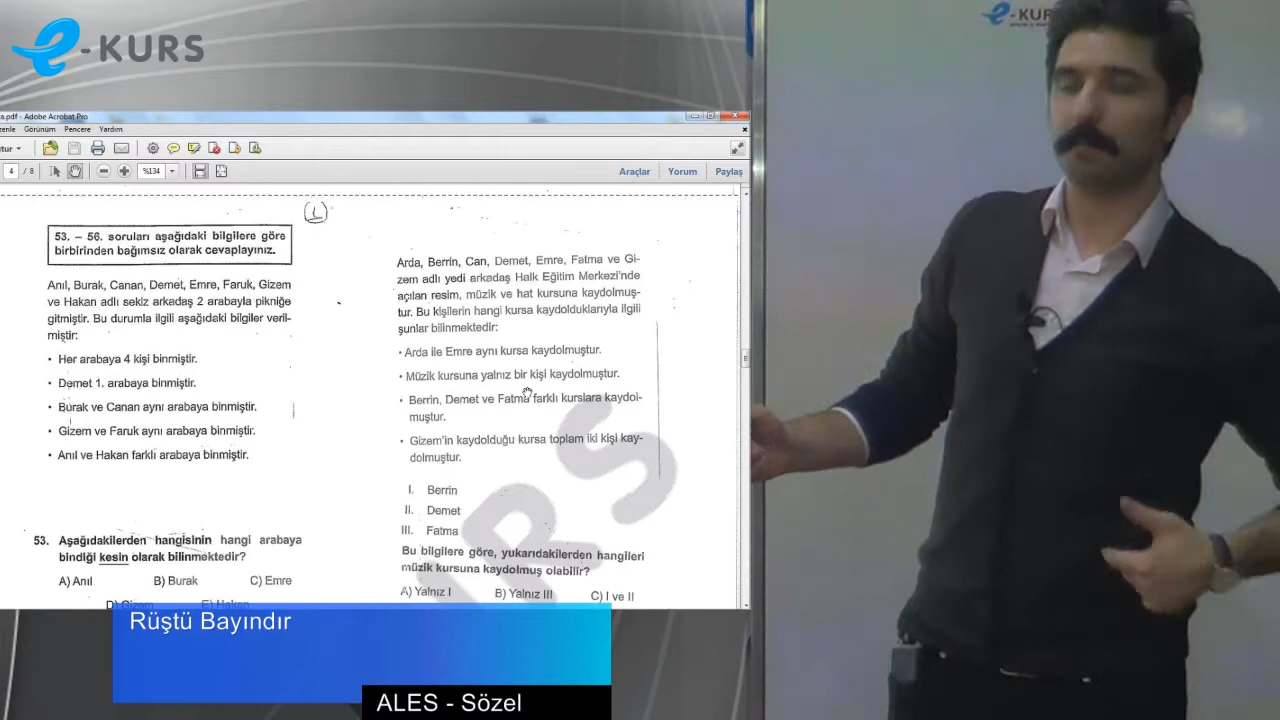 e-KURS
e-KUR
a.pdf - Adobe Acrobat Pro
zenle Görünüm Pencere Yardım
tur
4 / 8
%134
Araçlar Yorum Paylaş
53. – 56. soruları aşağıdaki bilgilere göre
birbirinden bağımsız olarak cevaplayınız.
Anıl, Burak, Canan, Demet, Emre, Faruk, Gizem
ve Hakan adlı sekiz arkadaş 2 arabayla pikniğe
gitmiştir. Bu durumla ilgili aşağıdaki bilgiler veril-
miştir:
• Her arabaya 4 kişi binmiştir.
• Demet 1. arabaya binmiştir.
• Burak ve Canan aynı arabaya binmiştir.
• Gizem ve Faruk aynı arabaya binmiştir.
• Anıl ve Hakan farklı arabaya binmiştir.
53. Aşağıdakilerden hangisinin hangi arabaya
bindiği kesin olarak bilinmektedir?
A) Anıl B) Burak C) Emre
D) Gizem E) Hakan
Arda, Berrin, Can, Demet, Emre, Fatma ve Gi-
zem adlı yedi arkadaş Halk Eğitim Merkezi'nde
açılan resim, müzik ve hat kursuna kaydolmuş-
tur. Bu kişilerin hangi kursa kaydolduklarıyla ilgili
şunlar bilinmektedir:
• Arda ile Emre aynı kursa kaydolmuştur.
• Müzik kursuna yalnız bir kişi kaydolmuştur.
• Berrin, Demet ve Fatma farklı kurslara kaydol-
muştur.
• Gizem'in kaydolduğu kursa toplam iki kişi kay-
dolmuştur.
I. Berrin
II. Demet
III. Fatma
Bu bilgilere göre, yukarıdakilerden hangileri
müzik kursuna kaydolmuş olabilir?
A) Yalnız I B) Yalnız III C) I ve II
Rüştü Bayındır
ALES - Sözel